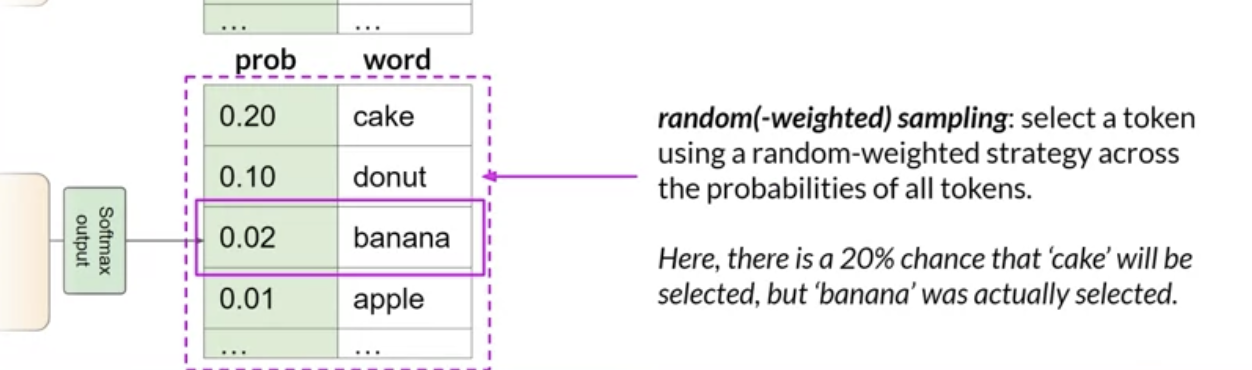 ... ...
prob word
0.20 cake
0.10 donut
0.02 banana
0.01 apple
... ...
Softmax
output
random(-weighted) sampling: select a token
using a random-weighted strategy across
the probabilities of all tokens.
Here, there is a 20% chance that ‘cake’ will be
selected, but ‘banana’ was actually selected.